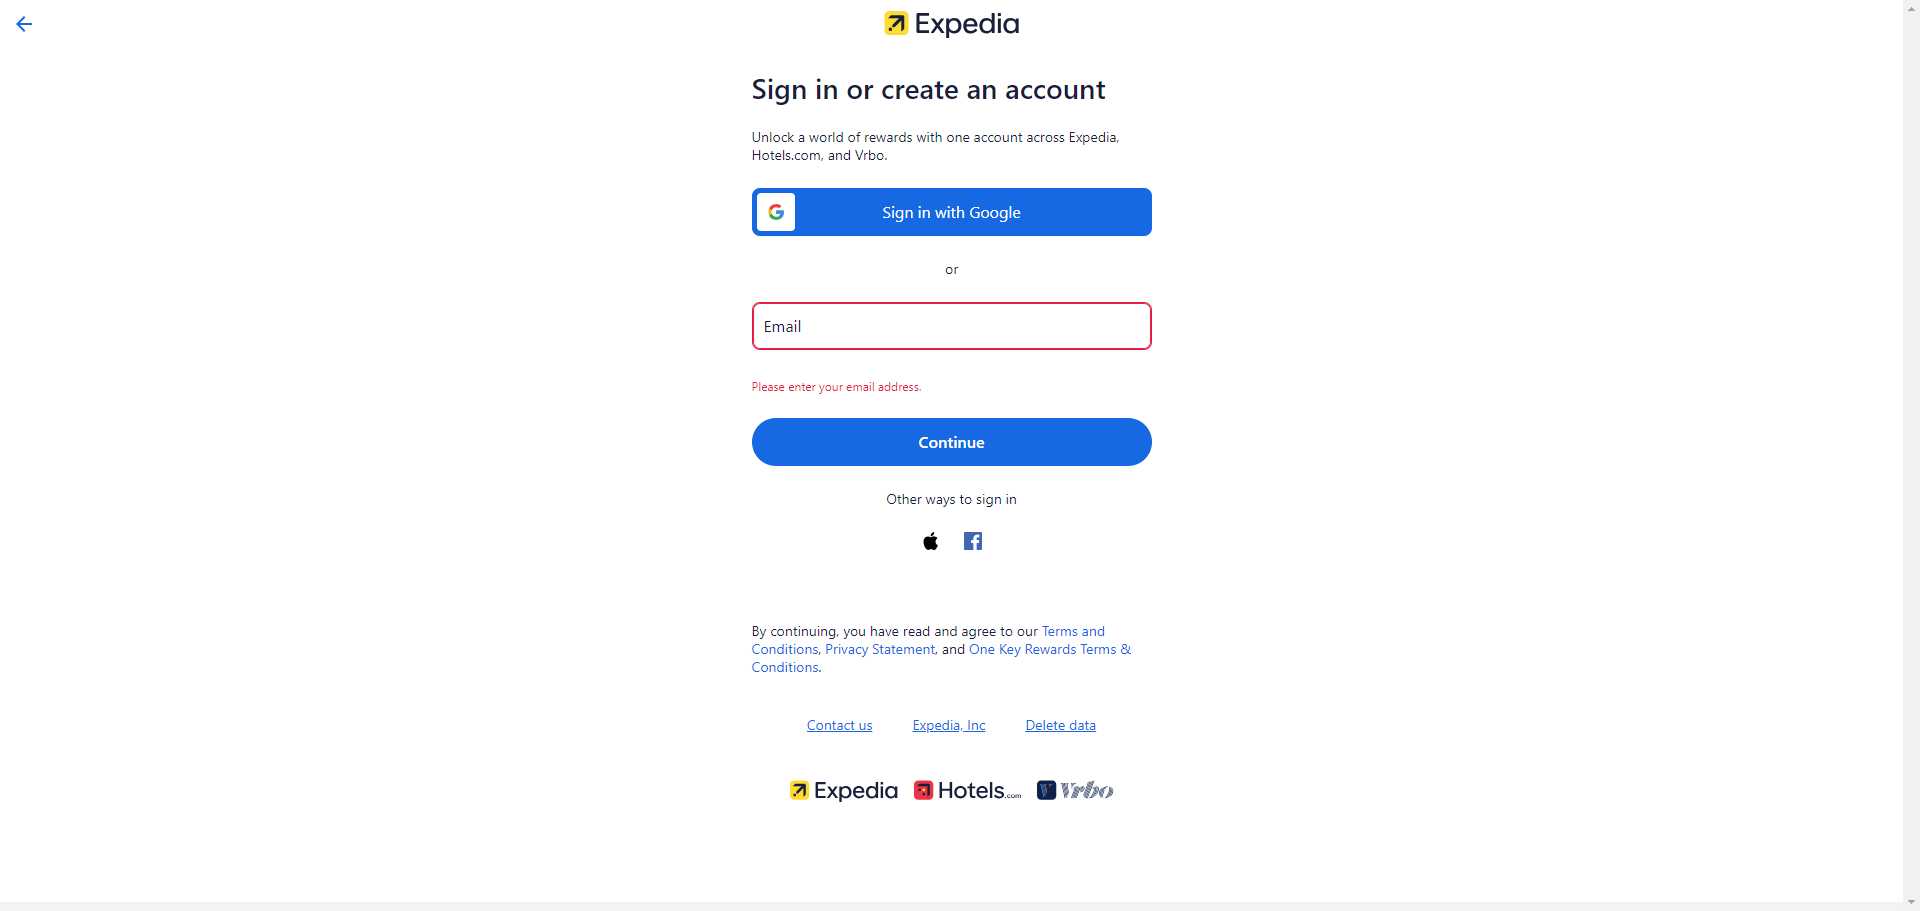 Expedia
Sign in or create an account
Unlock a world of rewards with one account across Expedia,
Hotels.com, and Vrbo.
Sign in with Google
or
Email
Please enter your email address.
Continue
Other ways to sign in
By continuing, you have read and agree to our Terms and
Conditions, Privacy Statement, and One Key Rewards Terms &
Conditions.
Contact us Expedia, Inc Delete data
Expedia Hotels.com Vrbo